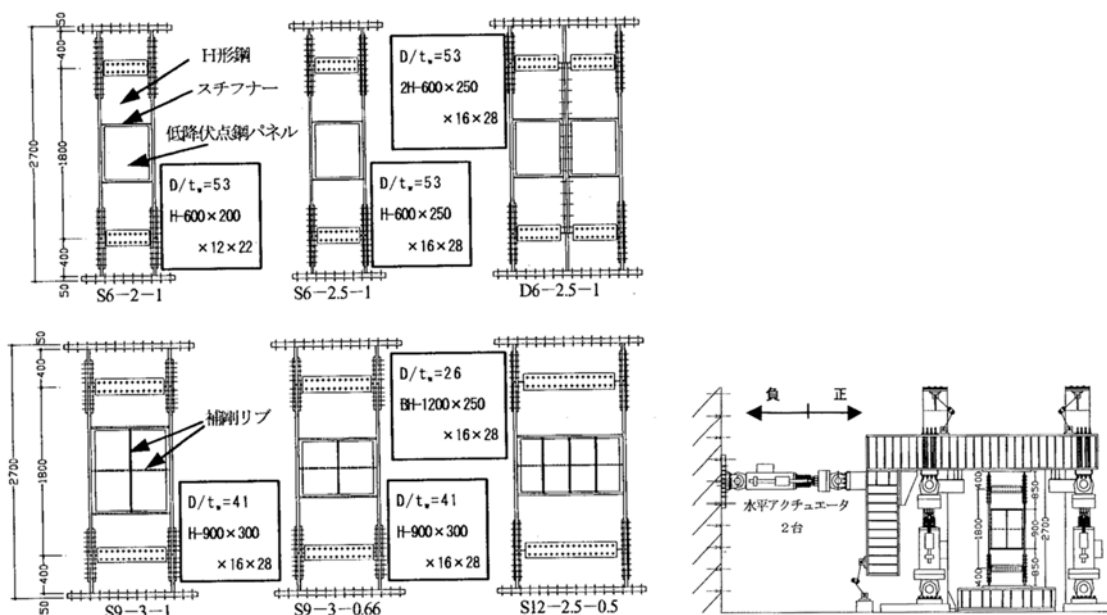 50
400
2700
1800
400
50
H形鋼
スチフナー
低降伏点鋼パネル
D/tw=53
H-600×200
×12×22
S6-2-1
D/tw=53
H-600×250
×16×28
S6-2.5-1
D/tw=53
2H-600×250
×16×28
D6-2.5-1
50
400
2700
1800
400
50
補剛リブ
D/tw=41
H-900×300
×16×28
S9-3-1
D/tw=41
H-900×300
×16×28
S9-3-0.66
D/tw=26
BH-1200×250
×16×28
S12-2.5-0.5
負 正
水平アクチュエータ
2台
400
1800
400
850
900
850
2700